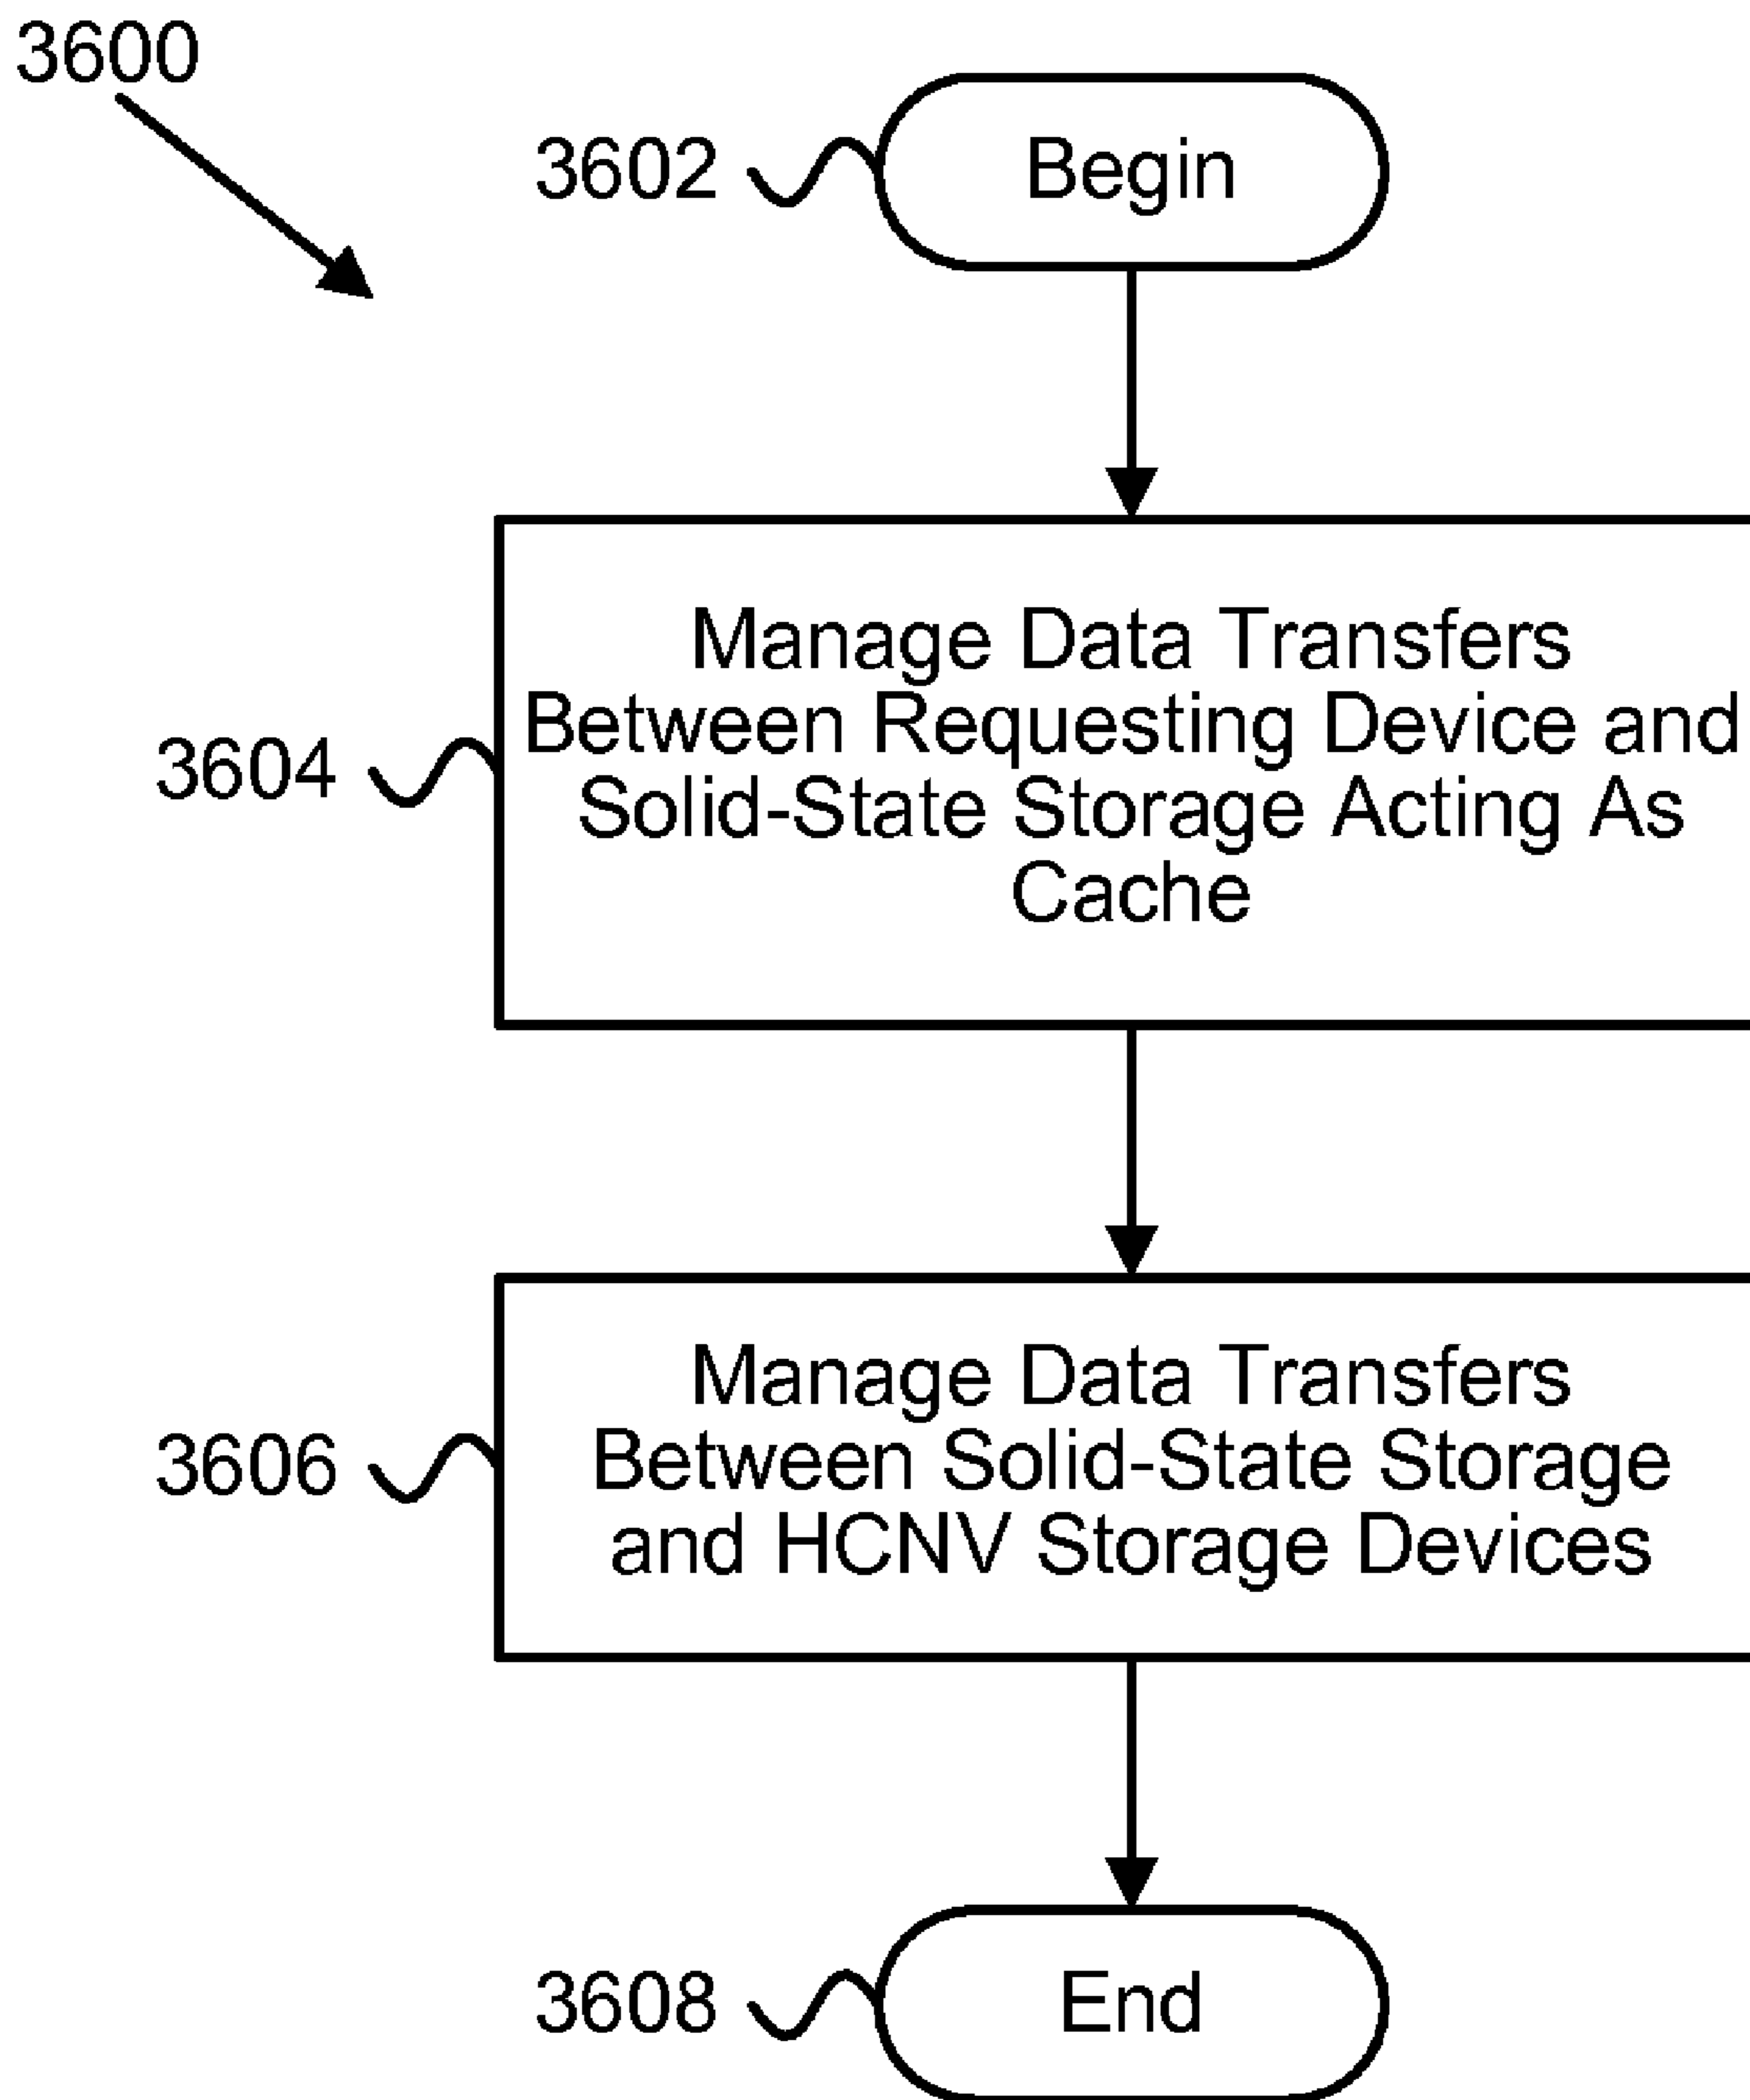 3600
3602
Begin
Manage Data Transfers
Between Requesting Device and
Solid-State Storage Acting As
Cache
3604
Manage Data Transfers
Between Solid-State Storage
and HCNV Storage Devices
3606
End
3608